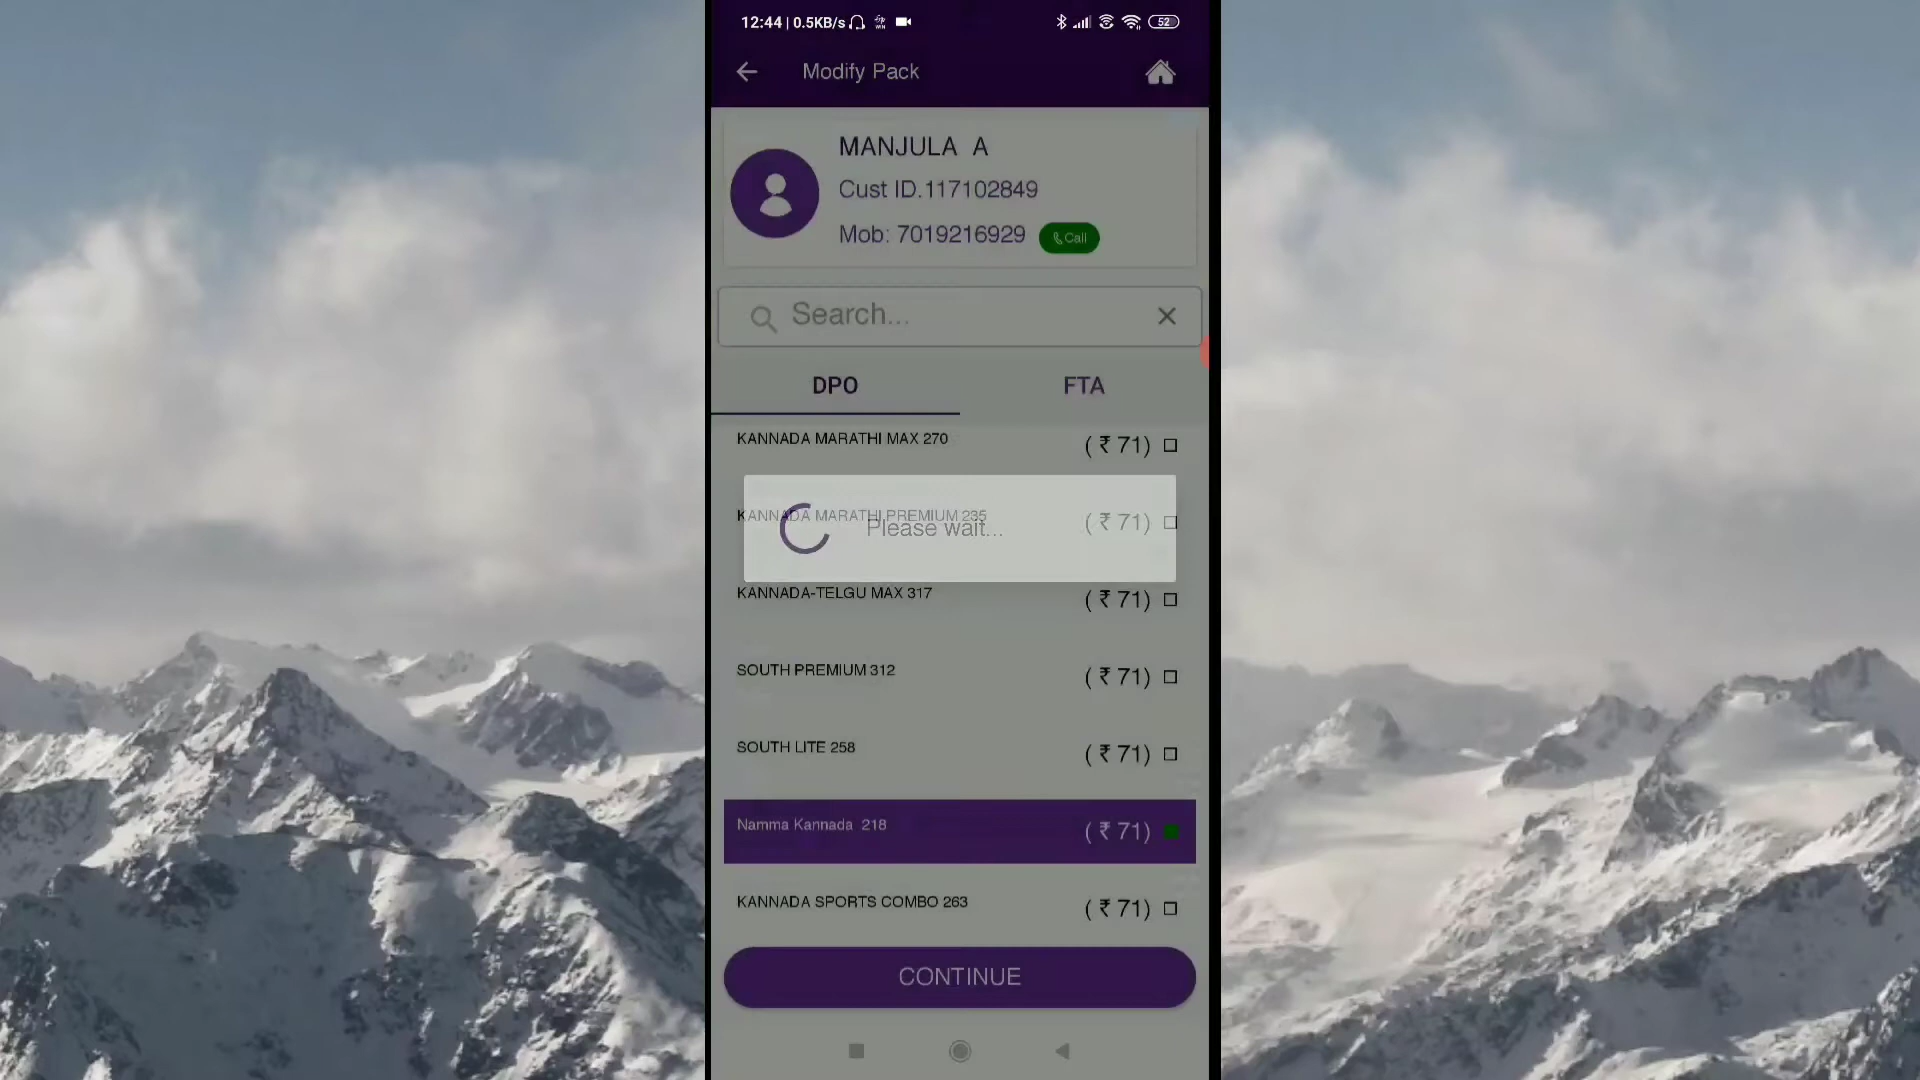 12:44 | 0.5KB/s
52
Modify Pack
MANJULA A
Cust ID.117102849
Mob: 7019216929
Call
Search...
DPO
FTA
KANNADA MARATHI MAX 270 ( ₹ 71)
KANNADA MARATHI PREMIUM 235 ( ₹ 71)
Please wait...
KANNADA-TELGU MAX 317 ( ₹ 71)
SOUTH PREMIUM 312 ( ₹ 71)
SOUTH LITE 258 ( ₹ 71)
Namma Kannada 218 ( ₹ 71)
KANNADA SPORTS COMBO 263 ( ₹ 71)
CONTINUE